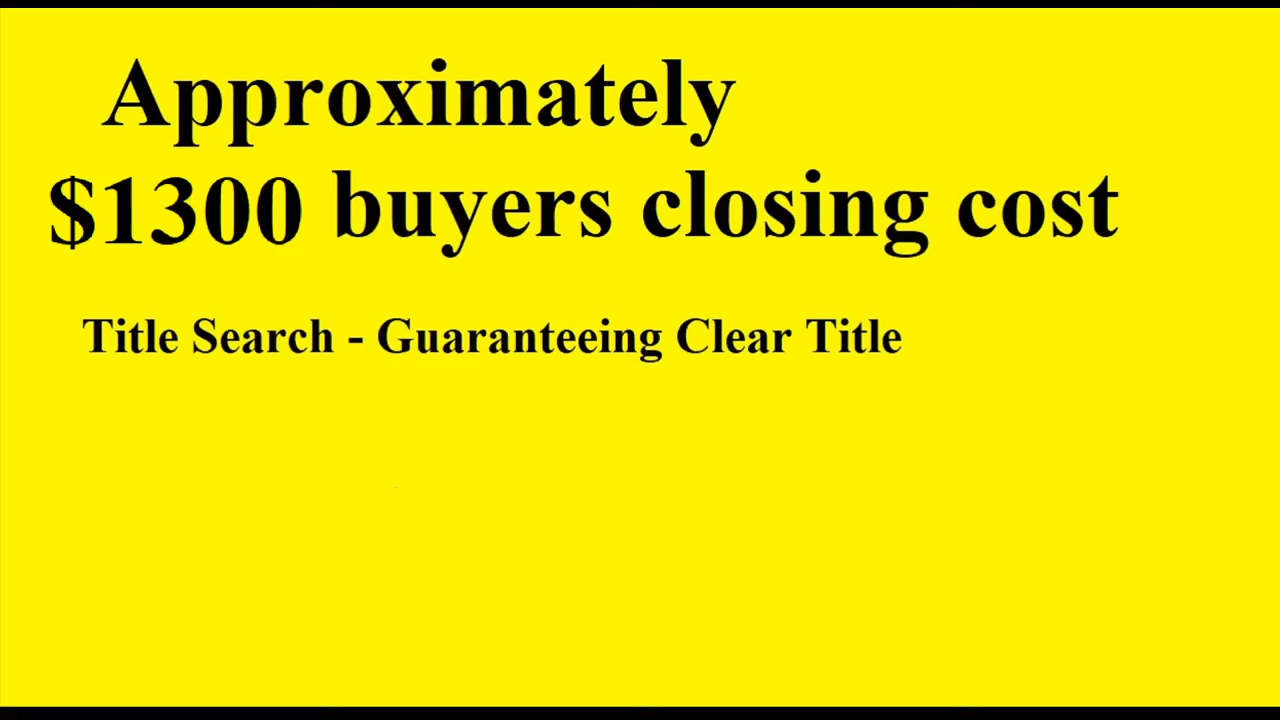 Approximately
$1300 buyers closing cost
Title Search - Guaranteeing Clear Title